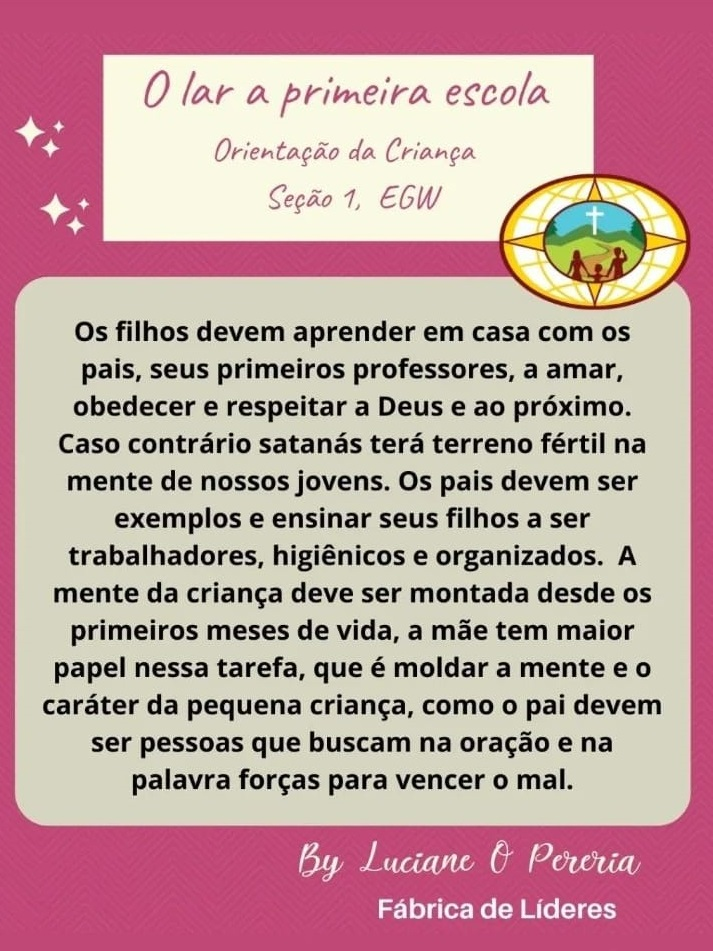 O lar a primeira escola
Orientação da Criança
Seção 1, EGW
Os filhos devem aprender em casa com os
pais, seus primeiros professores, a amar,
obedecer e respeitar a Deus e ao próximo.
Caso contrário satanás terá terreno fértil na
mente de nossos jovens. Os pais devem ser
exemplos e ensinar seus filhos a ser
trabalhadores, higiênicos e organizados. A
mente da criança deve ser montada desde os
primeiros meses de vida, a mãe tem maior
papel nessa tarefa, que é moldar a mente e o
caráter da pequena criança, como o pai devem
ser pessoas que buscam na oração e na
palavra forças para vencer o mal.
By Luciane O Pereria
Fábrica de Líderes